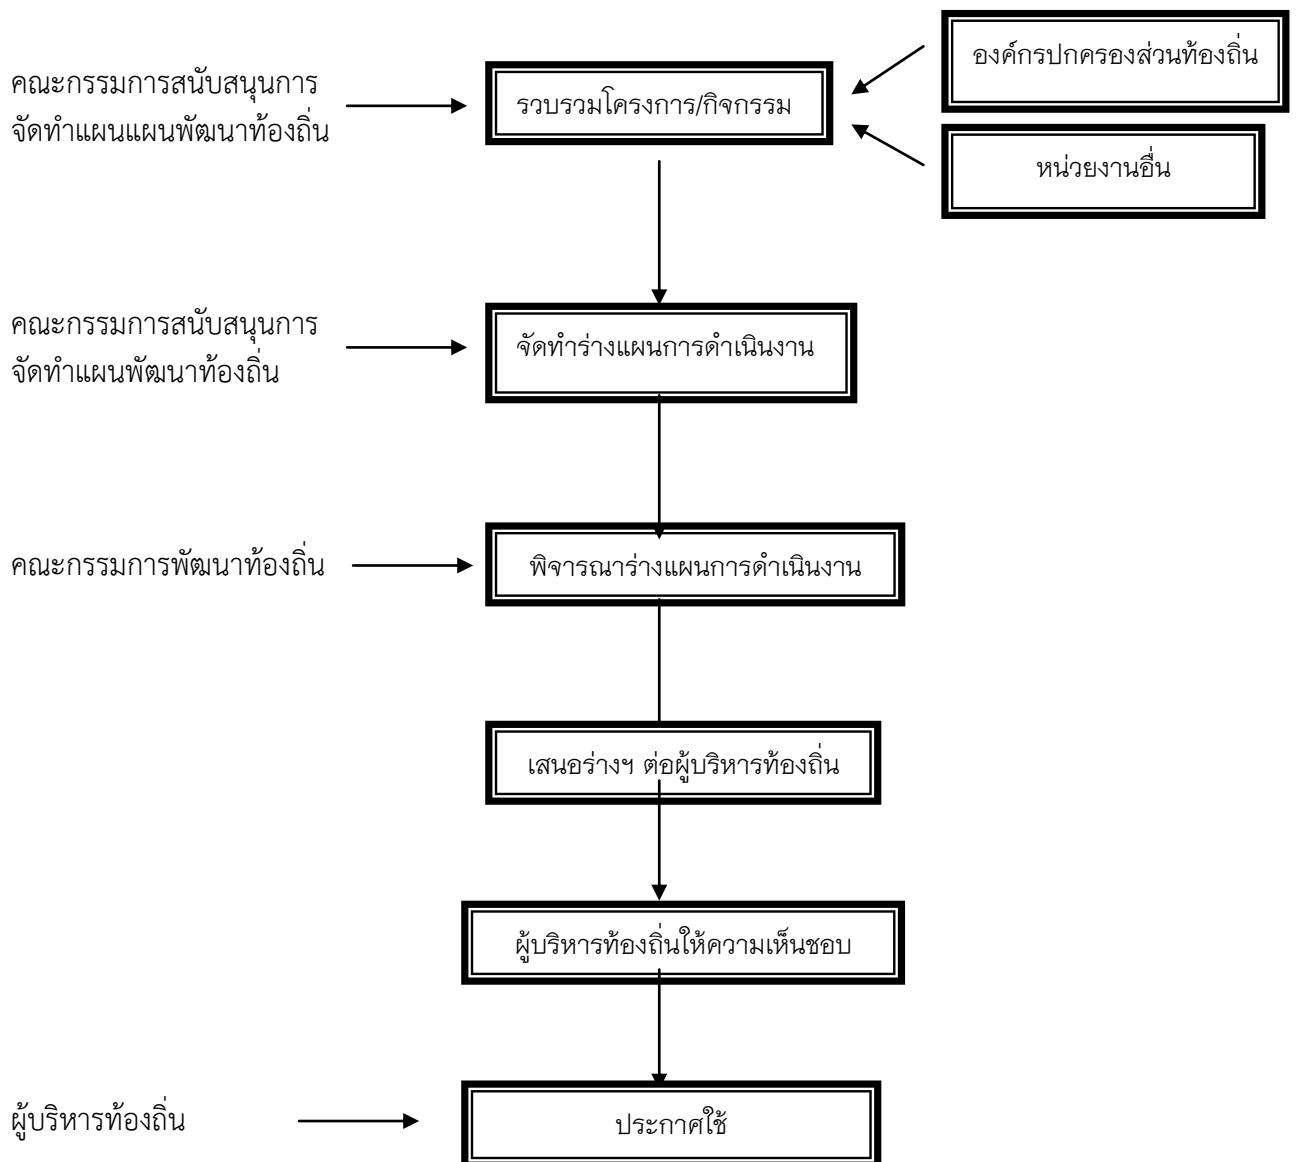 องค์กรปกครองส่วนท้องถิ่น
คณะกรรมการสนับสนุนการ
จัดทำแผนแผนพัฒนาท้องถิ่น
รวบรวมโครงการ/กิจกรรม
หน่วยงานอื่น
คณะกรรมการสนับสนุนการ
จัดทำแผนพัฒนาท้องถิ่น
จัดทำร่างแผนการดำเนินงาน
คณะกรรมการพัฒนาท้องถิ่น
พิจารณาร่างแผนการดำเนินงาน
เสนอร่างฯ ต่อผู้บริหารท้องถิ่น
ผู้บริหารท้องถิ่นให้ความเห็นชอบ
ผู้บริหารท้องถิ่น
ประกาศใช้